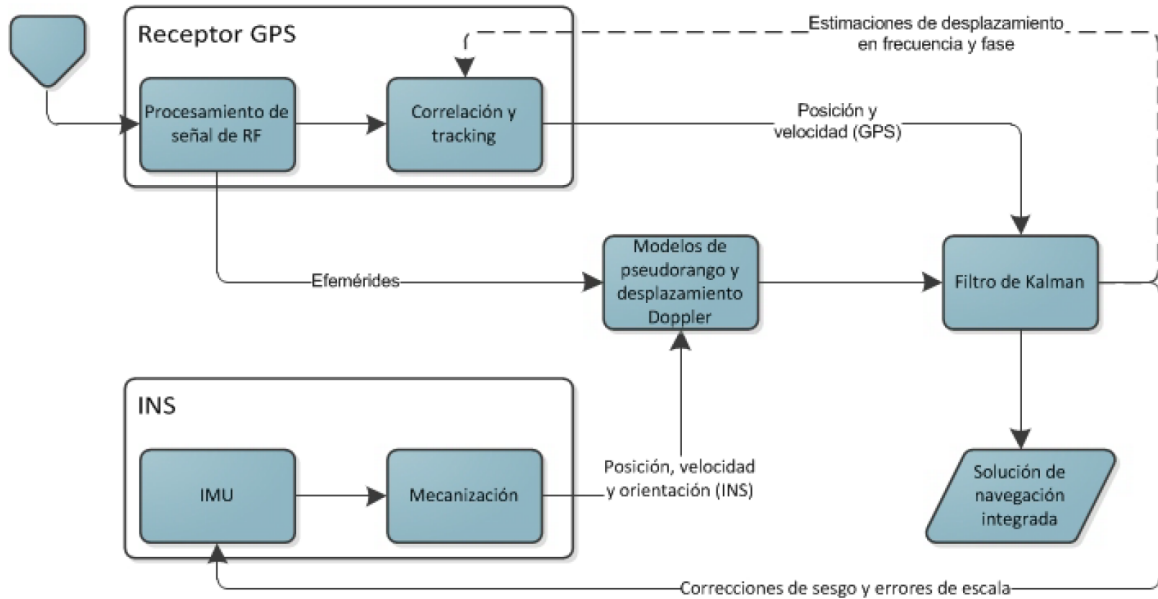 Receptor GPS
Estimaciones de desplazamiento
en frecuencia y fase
Procesamiento de
señal de RF
Correlación y
tracking
Posición y
velocidad (GPS)
Efemérides
Modelos de
pseudorango y
desplazamiento
Doppler
Filtro de Kalman
INS
IMU
Mecanización
Posición, velocidad
y orientación (INS)
Solución de
navegación
integrada
Correcciones de sesgo y errores de escala